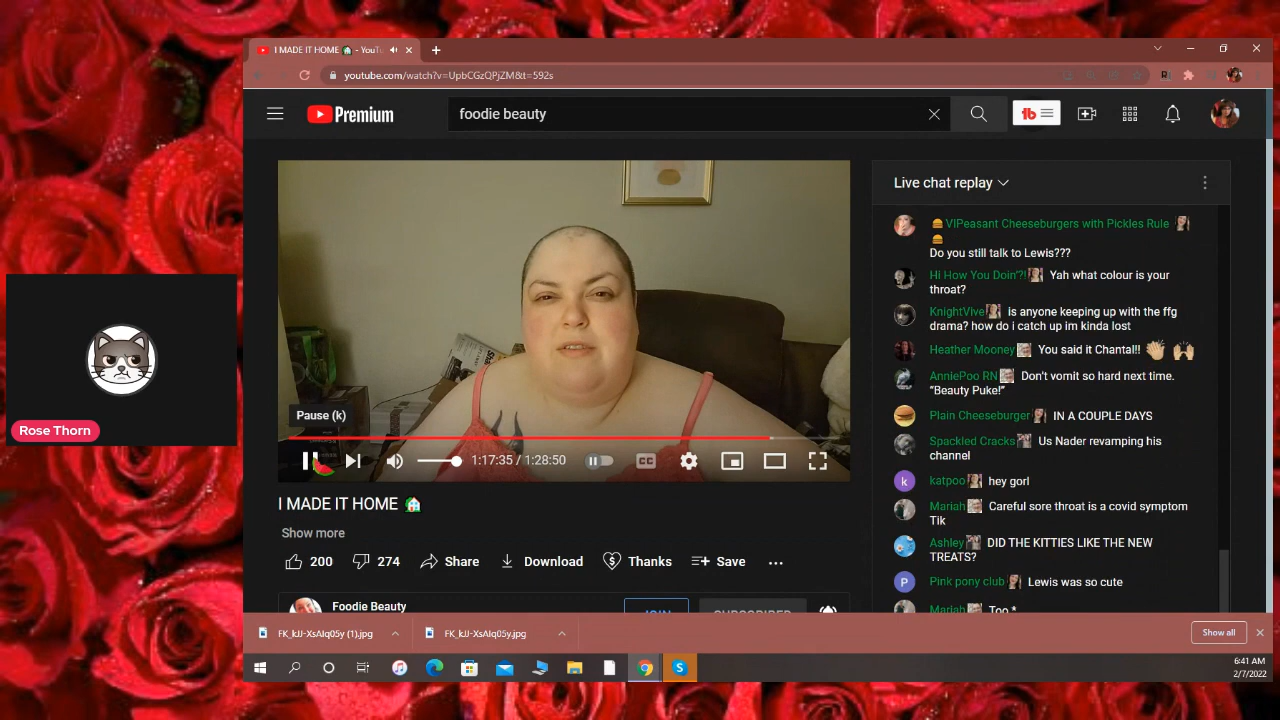 I MADE IT HOME 🏠 - YouTu
youtube.com/watch?v=UpbCGzQPjZM&t=592s
Premium
foodie beauty
Live chat replay
🍔VIPeasant Cheeseburgers with Pickles Rule
🍔
Do you still talk to Lewis???
Hi How You Doin'?! Yah what colour is your
throat?
KnightVive is anyone keeping up with the ffg
drama? how do i catch up im kinda lost
Heather Mooney You said it Chantal!! 👏🏼 🙌🏼
AnniePoo RN Don't vomit so hard next time.
“Beauty Puke!”
Plain Cheeseburger IN A COUPLE DAYS
Spackled Cracks Us Nader revamping his
channel
k
katpoo hey gorl
Mariah Careful sore throat is a covid symptom
Tik
Ashley DID THE KITTIES LIKE THE NEW
TREATS?
P
Pink pony club Lewis was so cute
Mariah Too *
Pause (k)
1:17:35 / 1:28:50
CC
I MADE IT HOME 🏠
Show more
200
274
Share
Download
Thanks
Save
Foodie Beauty
JOIN
SUBSCRIBED
Rose Thorn
FK_kJJ-XsAIq05y (1).jpg
FK_kJJ-XsAIq05y.jpg
Show all
6:41 AM
2/7/2022